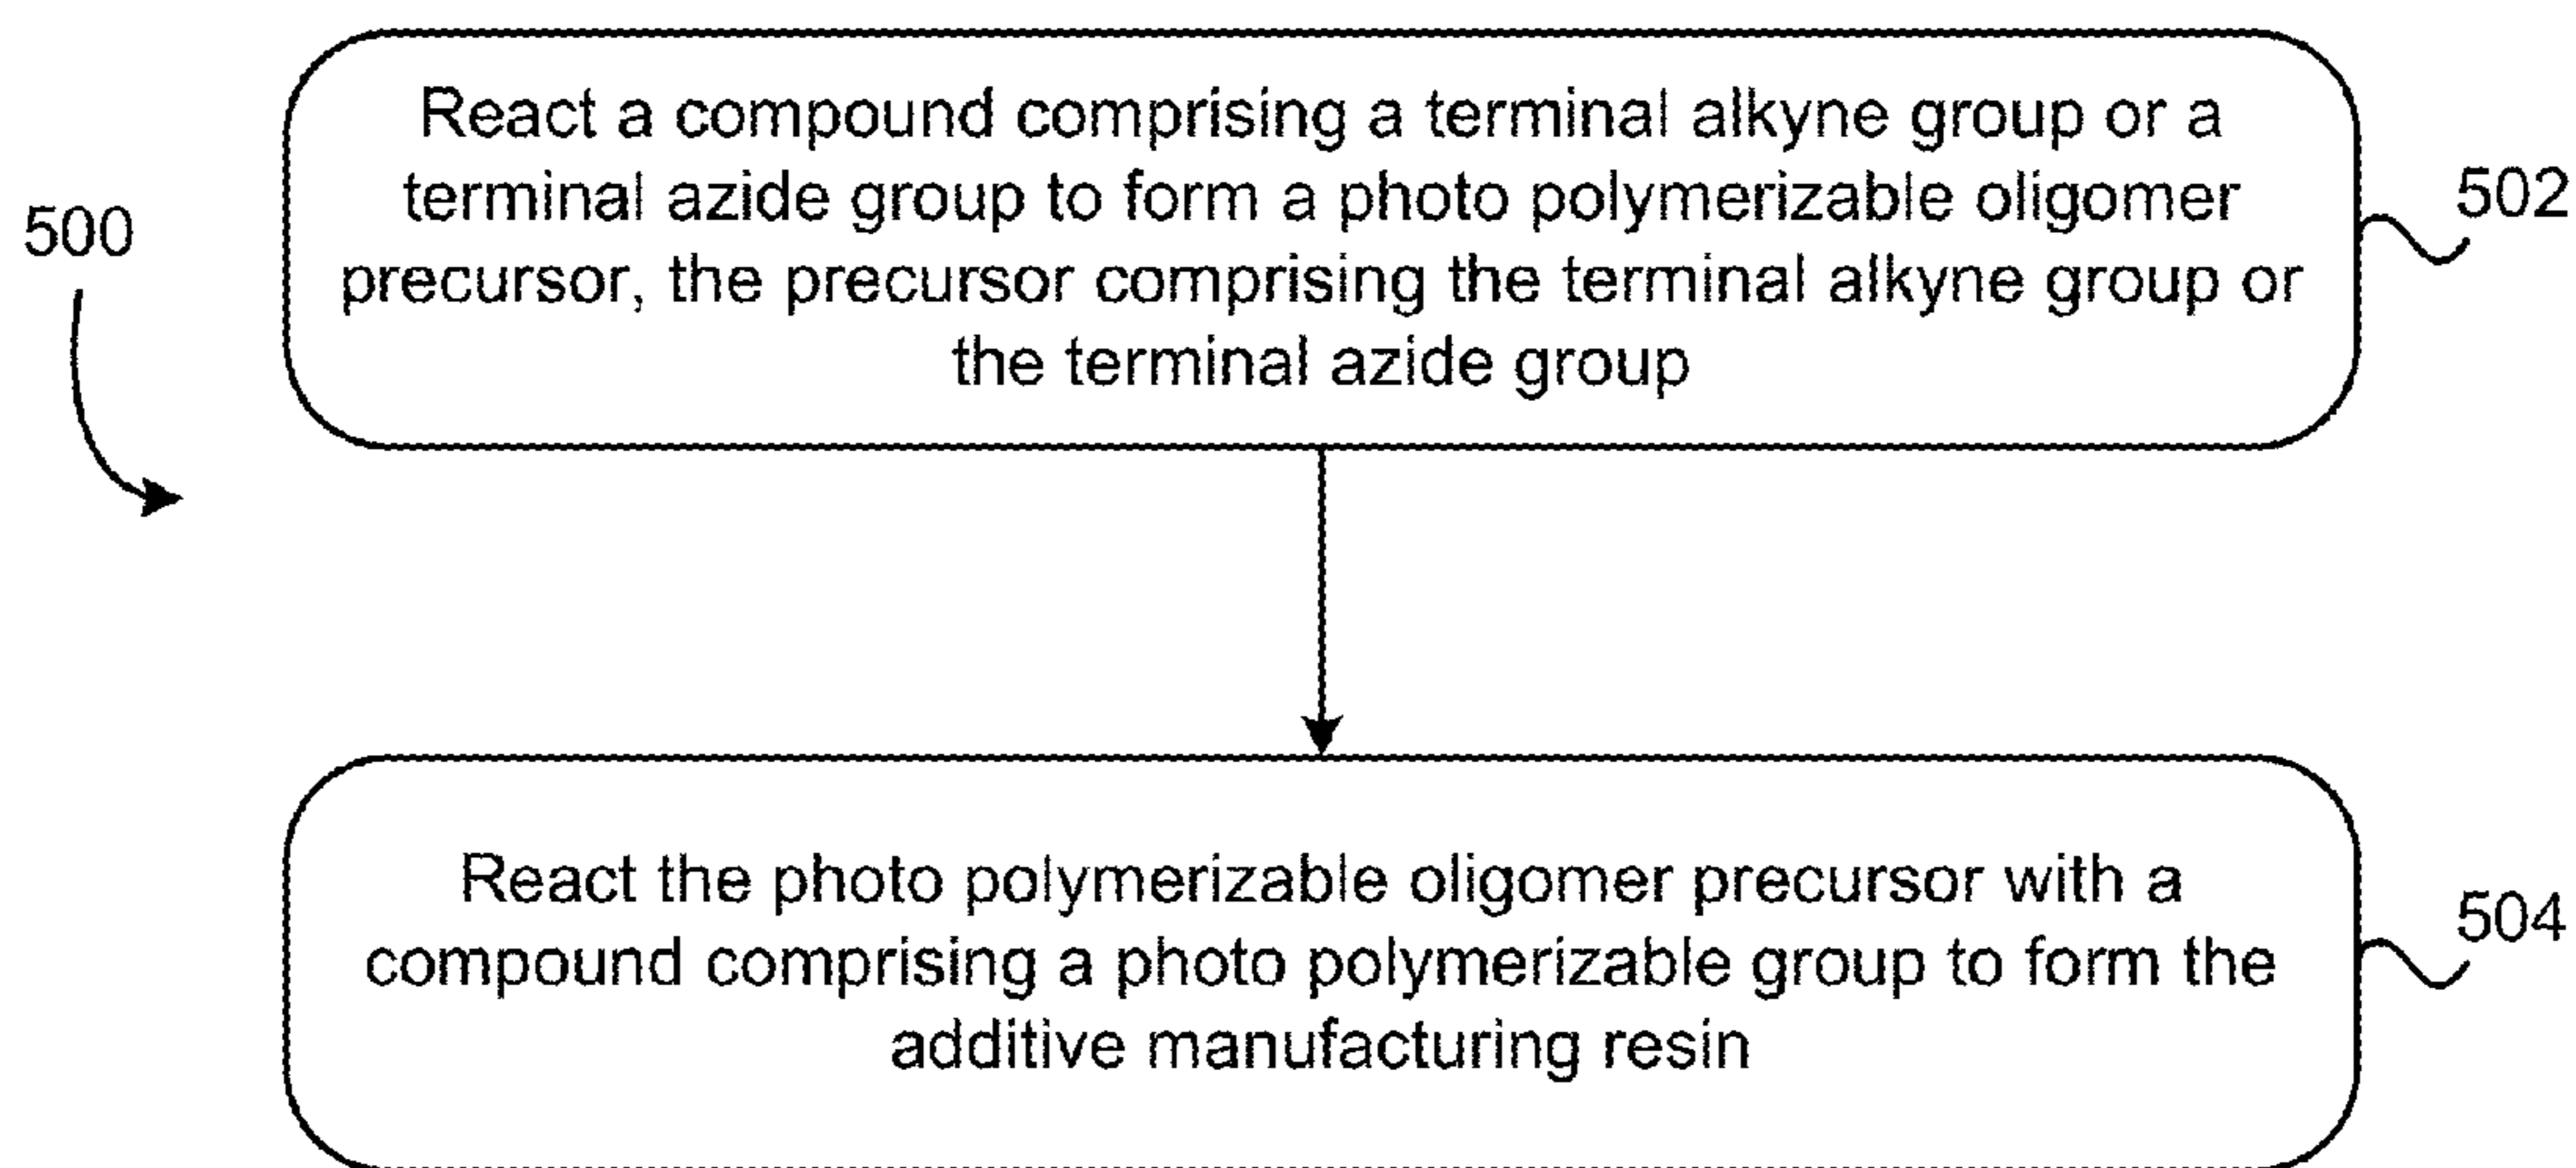 500
React a compound comprising a terminal alkyne group or a
terminal azide group to form a photo polymerizable oligomer
precursor, the precursor comprising the terminal alkyne group or
the terminal azide group
502
React the photo polymerizable oligomer precursor with a
compound comprising a photo polymerizable group to form the
additive manufacturing resin
504